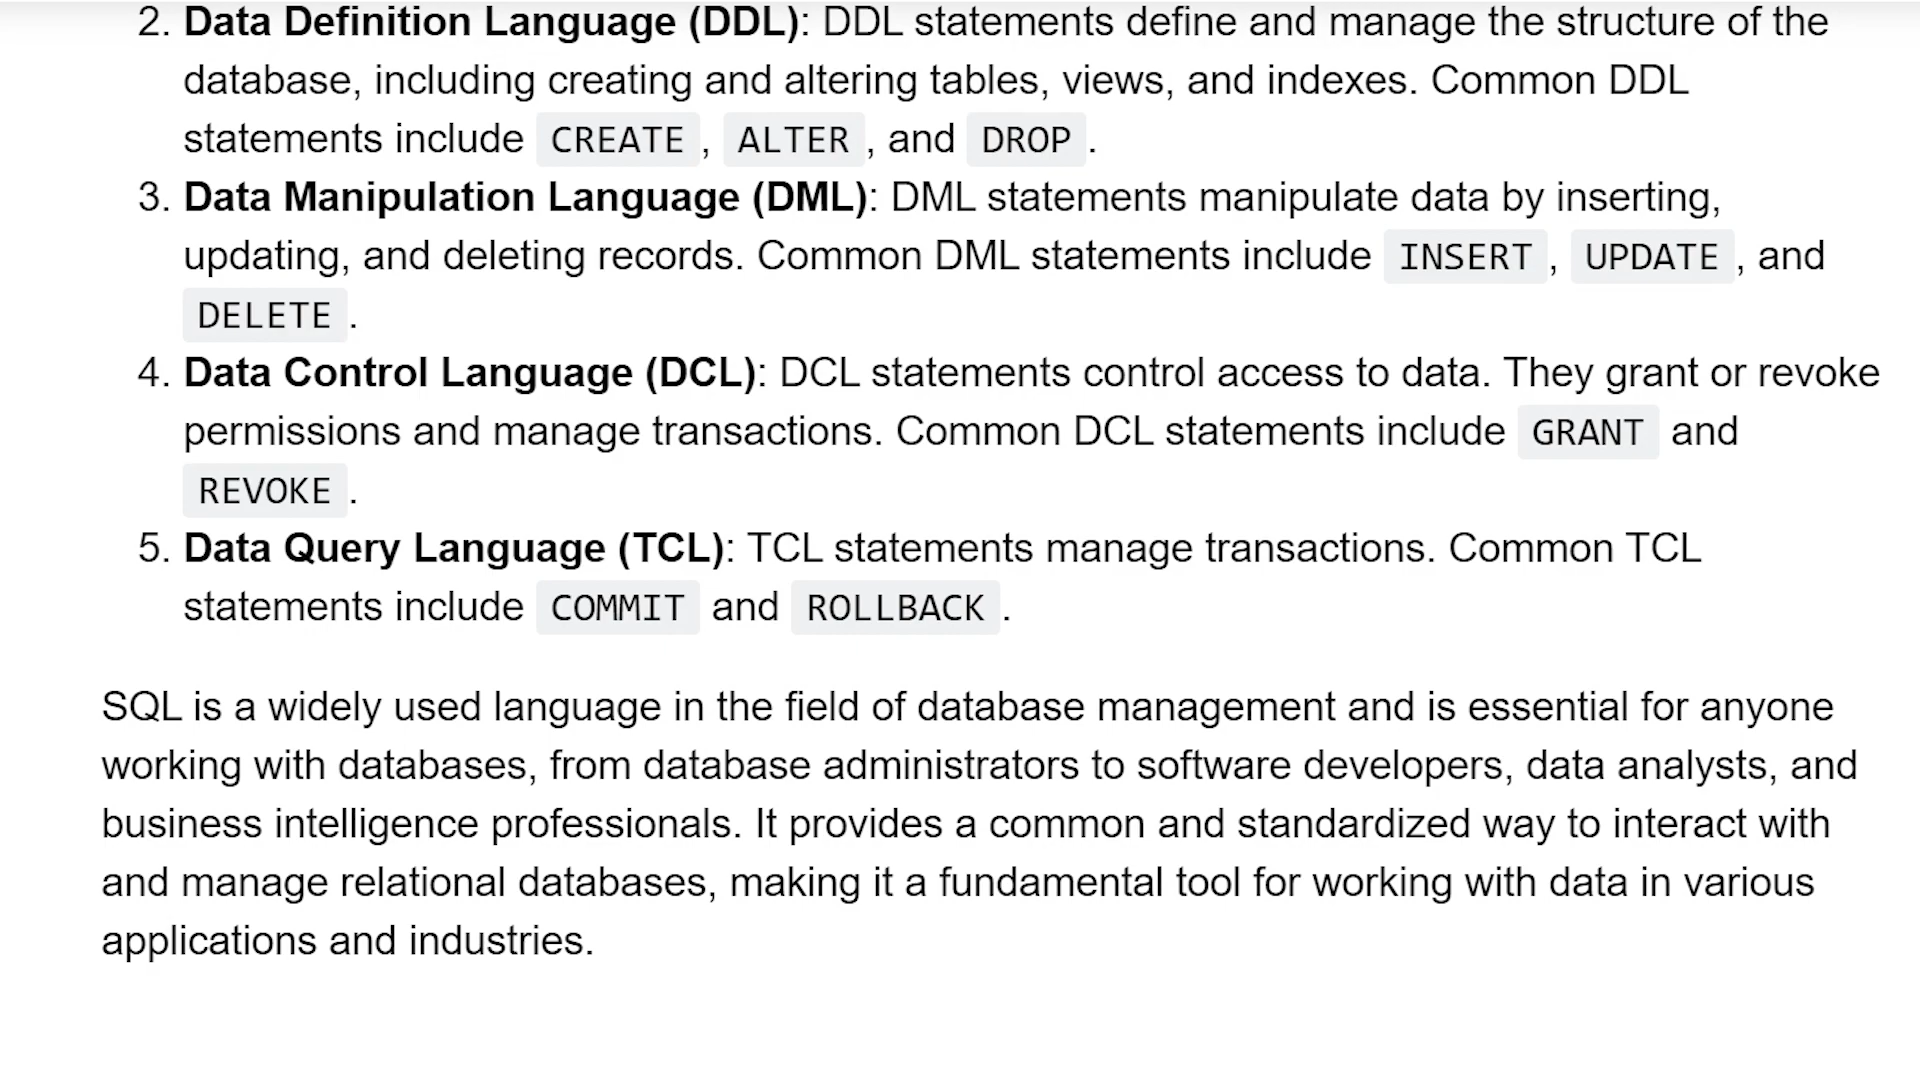 2. Data Definition Language (DDL): DDL statements define and manage the structure of the
database, including creating and altering tables, views, and indexes. Common DDL
statements include CREATE , ALTER , and DROP .
3. Data Manipulation Language (DML): DML statements manipulate data by inserting,
updating, and deleting records. Common DML statements include INSERT , UPDATE , and
DELETE .
4. Data Control Language (DCL): DCL statements control access to data. They grant or revoke
permissions and manage transactions. Common DCL statements include GRANT and
REVOKE .
5. Data Query Language (TCL): TCL statements manage transactions. Common TCL
statements include COMMIT and ROLLBACK .
SQL is a widely used language in the field of database management and is essential for anyone
working with databases, from database administrators to software developers, data analysts, and
business intelligence professionals. It provides a common and standardized way to interact with
and manage relational databases, making it a fundamental tool for working with data in various
applications and industries.